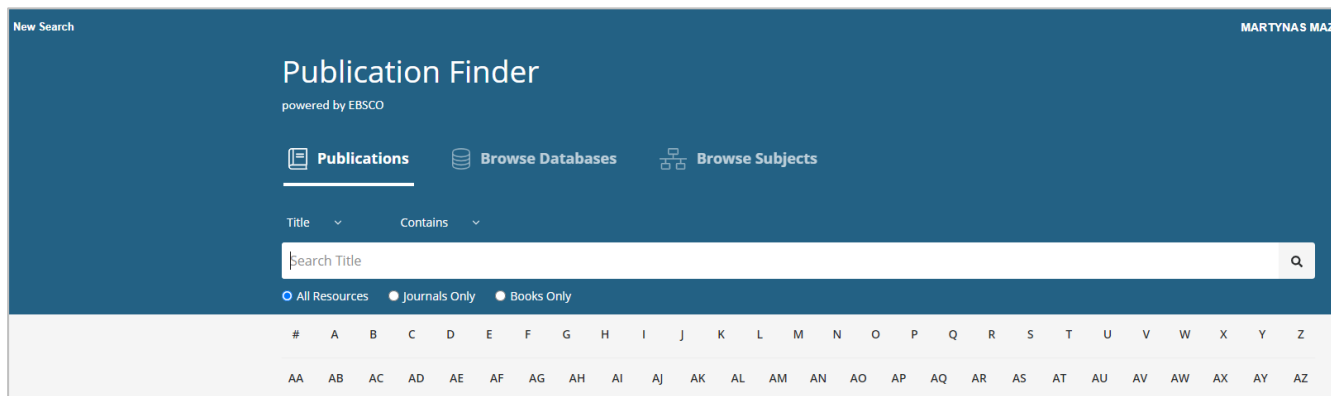 New Search
MARTYNAS MAZ
Publication Finder
powered by EBSCO
Publications Browse Databases Browse Subjects
Title Contains
Search Title
All Resources Journals Only Books Only
# A B C D E F G H I J K L M N O P Q R S T U V W X Y Z
AA AB AC AD AE AF AG AH AI AJ AK AL AM AN AO AP AQ AR AS AT AU AV AW AX AY AZ